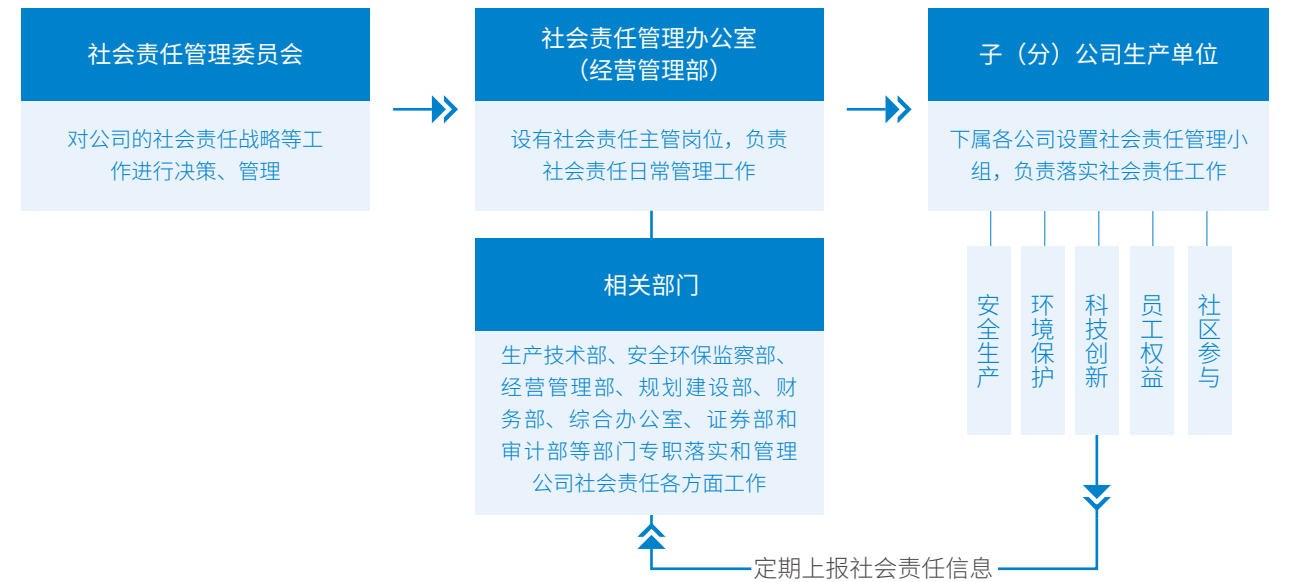 社会责任管理委员会
对公司的社会责任战略等工
作进行决策、管理
社会责任管理办公室
（经营管理部）
设有社会责任主管岗位，负责
社会责任日常管理工作
子（分）公司生产单位
下属各公司设置社会责任管理小
组，负责落实社会责任工作
相关部门
生产技术部、安全环保监察部、
经营管理部、规划建设部、财
务部、综合办公室、证券部和
审计部等部门专职落实和管理
公司社会责任各方面工作
安全生产
环境保护
科技创新
员工权益
社区参与
定期上报社会责任信息